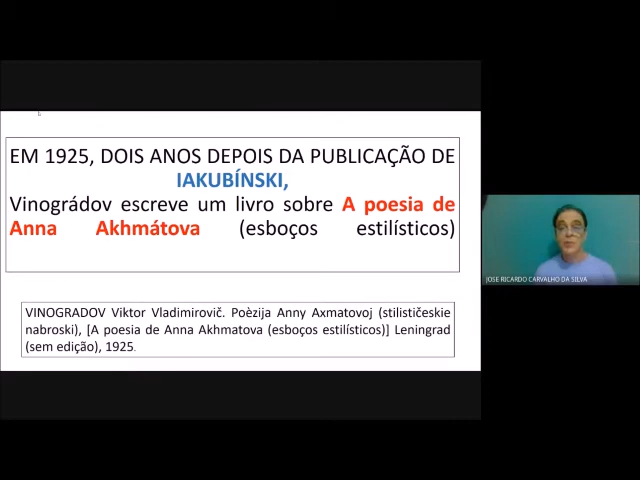 EM 1925, DOIS ANOS DEPOIS DA PUBLICAÇÃO DE
IAKUBÍNSKI,
Vinográdov escreve um livro sobre A poesia de
Anna Akhmátova (esboços estilísticos)
VINOGRADOV Viktor Vladimirovič. Poèzija Anny Axmatovoj (stilističeskie
nabroski), [A poesia de Anna Akhmatova (esboços estilísticos)] Leningrad
(sem edição), 1925.
JOSE RICARDO CARVALHO DA SILVA